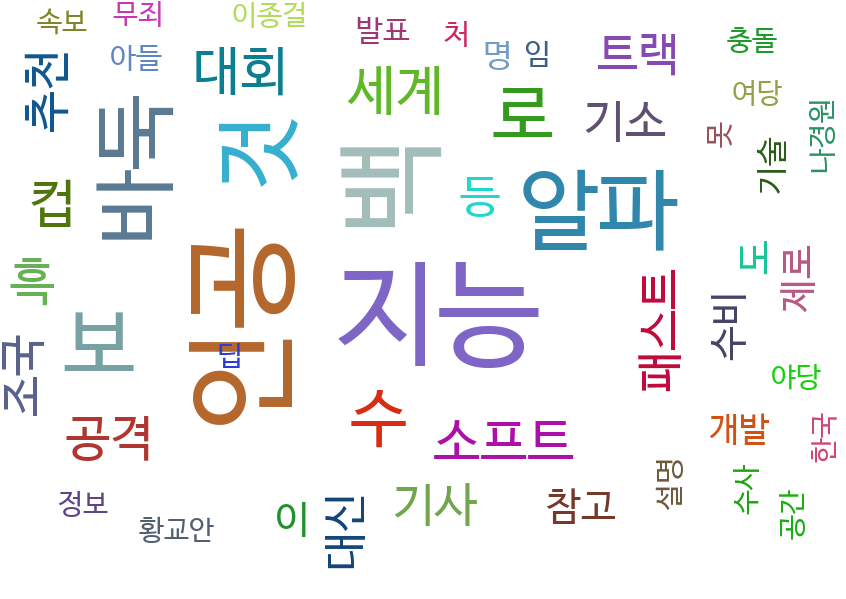 속보
무죄
이종걸
발표
처
추천
아들
대회
세계
명
임
트랙
충돌
여당
바둑
것
백
로
기소
못
기술
나경원
컵
등
알파
후
보
인공
딥
지능
패스트
도
제로
수비
조국
공격
수
소프트
야당
개발
한국
정보
황교안
이
대신
기사
참고
설명
수사
공간